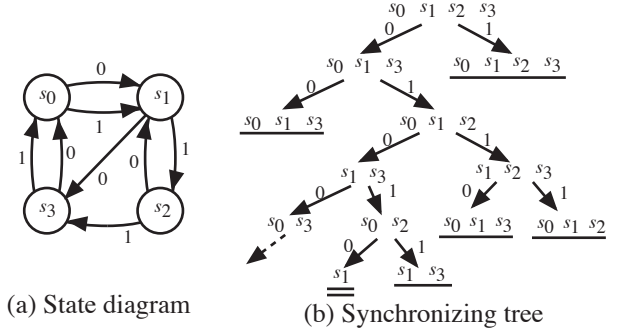 s0 s1 s2 s3
0 1
s0 s1 s3
s0 s1 s2 s3
0 1
s0 s1 s3
s0 s1 s2
0 1
s1 s3
s1 s2 s3
0 1
0 1
s0 s3
s0 s2
s0 s1 s3
s0 s1 s2
0 1
s1
s1 s3
0
s0
s1
1
1
0
0
0
1
s3
s2
1
(a) State diagram
(b) Synchronizing tree